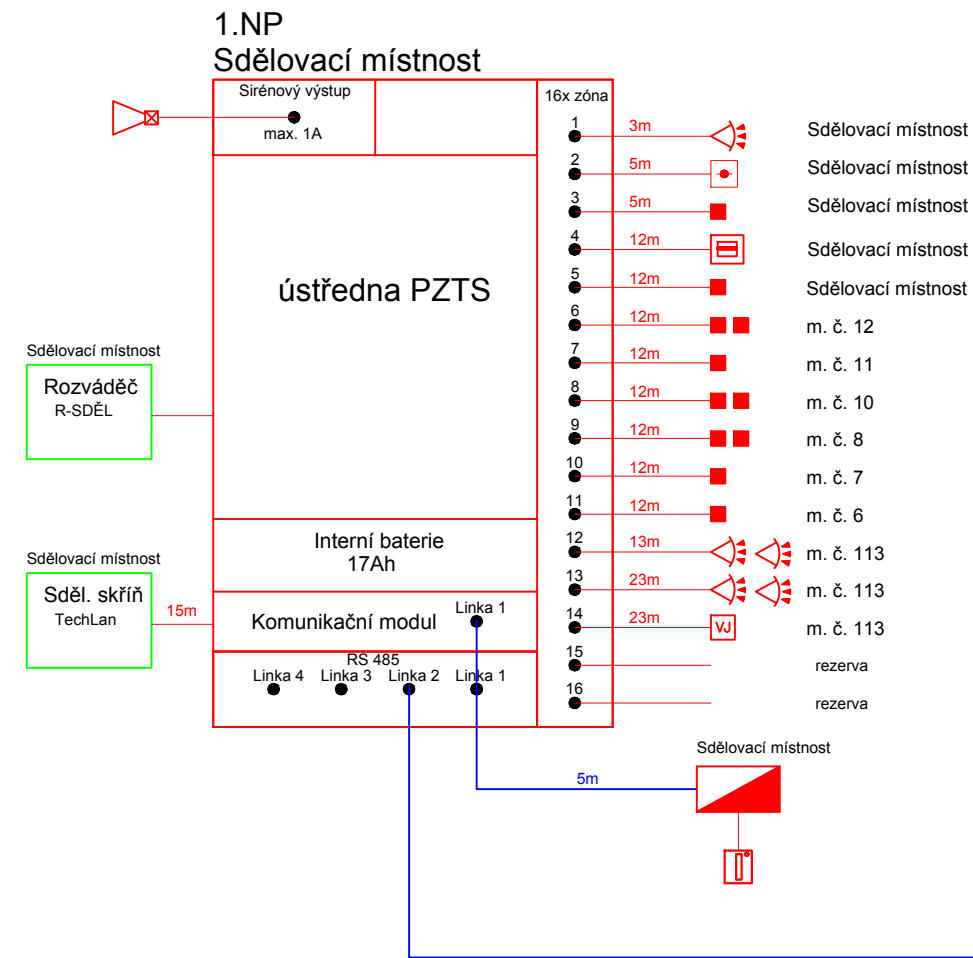 1.NP
Sdělovací místnost
Sirénový výstup
max. 1A
16x zóna
1 3m Sdělovací místnost
2 5m Sdělovací místnost
3 5m Sdělovací místnost
4 12m Sdělovací místnost
5 12m Sdělovací místnost
6 12m m. č. 12
7 12m m. č. 11
8 12m m. č. 10
9 12m m. č. 8
10 12m m. č. 7
11 12m m. č. 6
12 13m m. č. 113
13 23m m. č. 113
14 23m VJ m. č. 113
15 rezerva
16 rezerva
ústředna PZTS
Sdělovací místnost
Rozváděč
R-SDĚL
Interní baterie
17Ah
Sdělovací místnost
Sděl. skříň
TechLan
15m
Komunikační modul
Linka 1
RS 485
Linka 4 Linka 3 Linka 2 Linka 1
Sdělovací místnost
5m